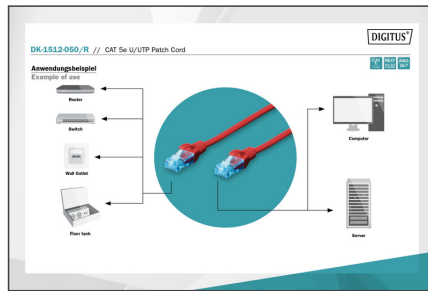 DIGITUS®
DK-1512-050/R // CAT 5e U/UTP Patch Cord
Anwendungsbeispiel
Example of use
Router
Switch
Wall Outlet
Floor tank
Computer
Server